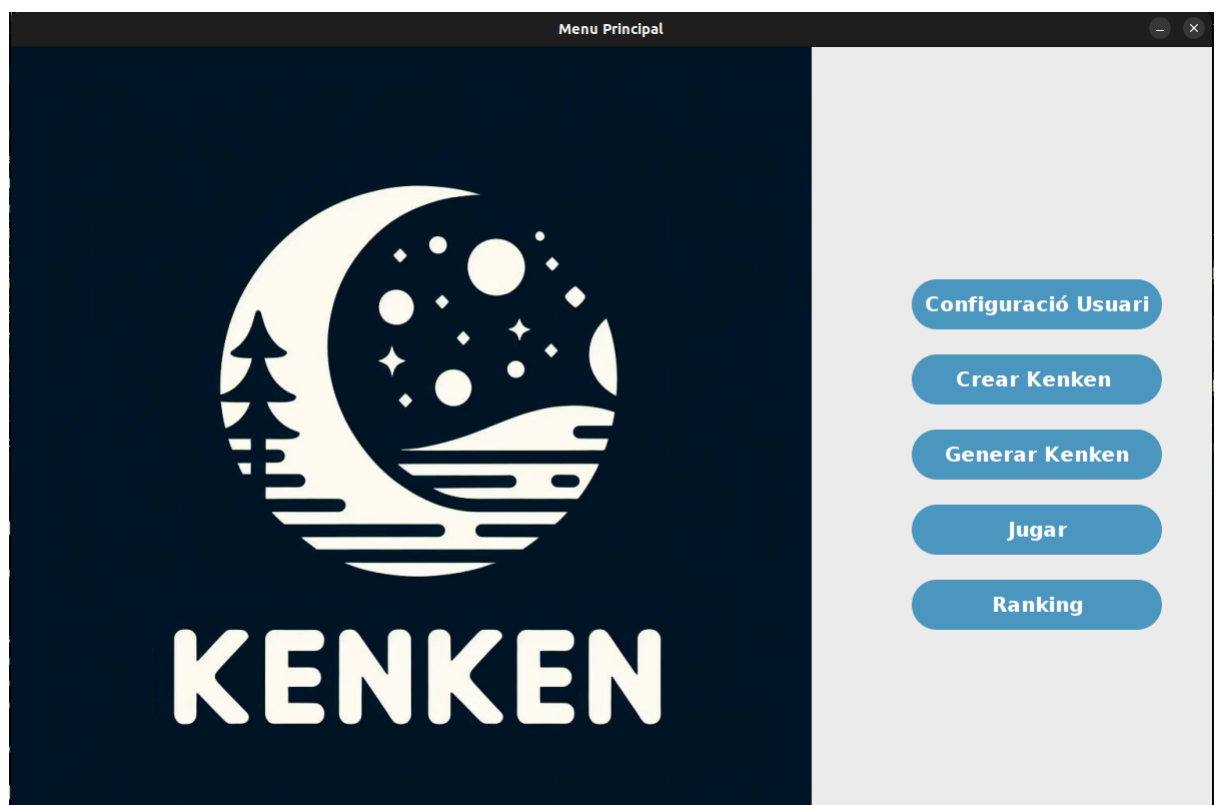 Menu Principal
KENKEN
Configuració Usuari
Crear Kenken
Generar Kenken
Jugar
Ranking